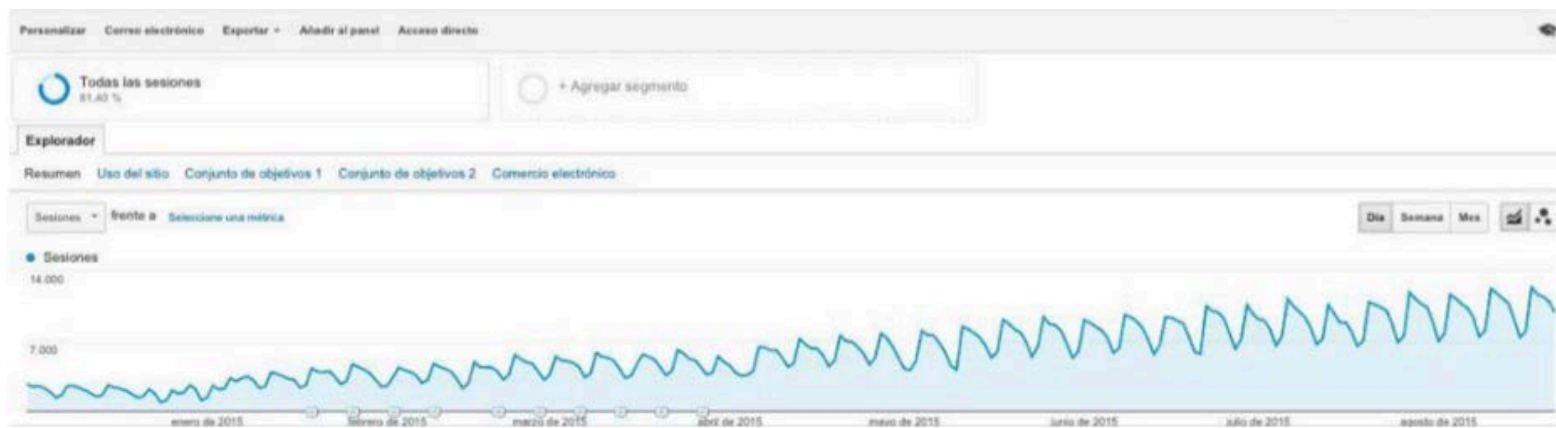 Personalizar Correo electrónico Exportar Añadir al panel Acceso directo
Todas las sesiones
81,40 %
+ Agregar segmento
Explorador
Resumen Uso del sitio Conjunto de objetivos 1 Conjunto de objetivos 2 Comercio electrónico
Sesiones frente a Seleccione una métrica
Día Semana Mes
Sesiones
14.000
7.000
enero de 2015 febrero de 2015 marzo de 2015 abril de 2015 mayo de 2015 junio de 2015 julio de 2015 agosto de 2015